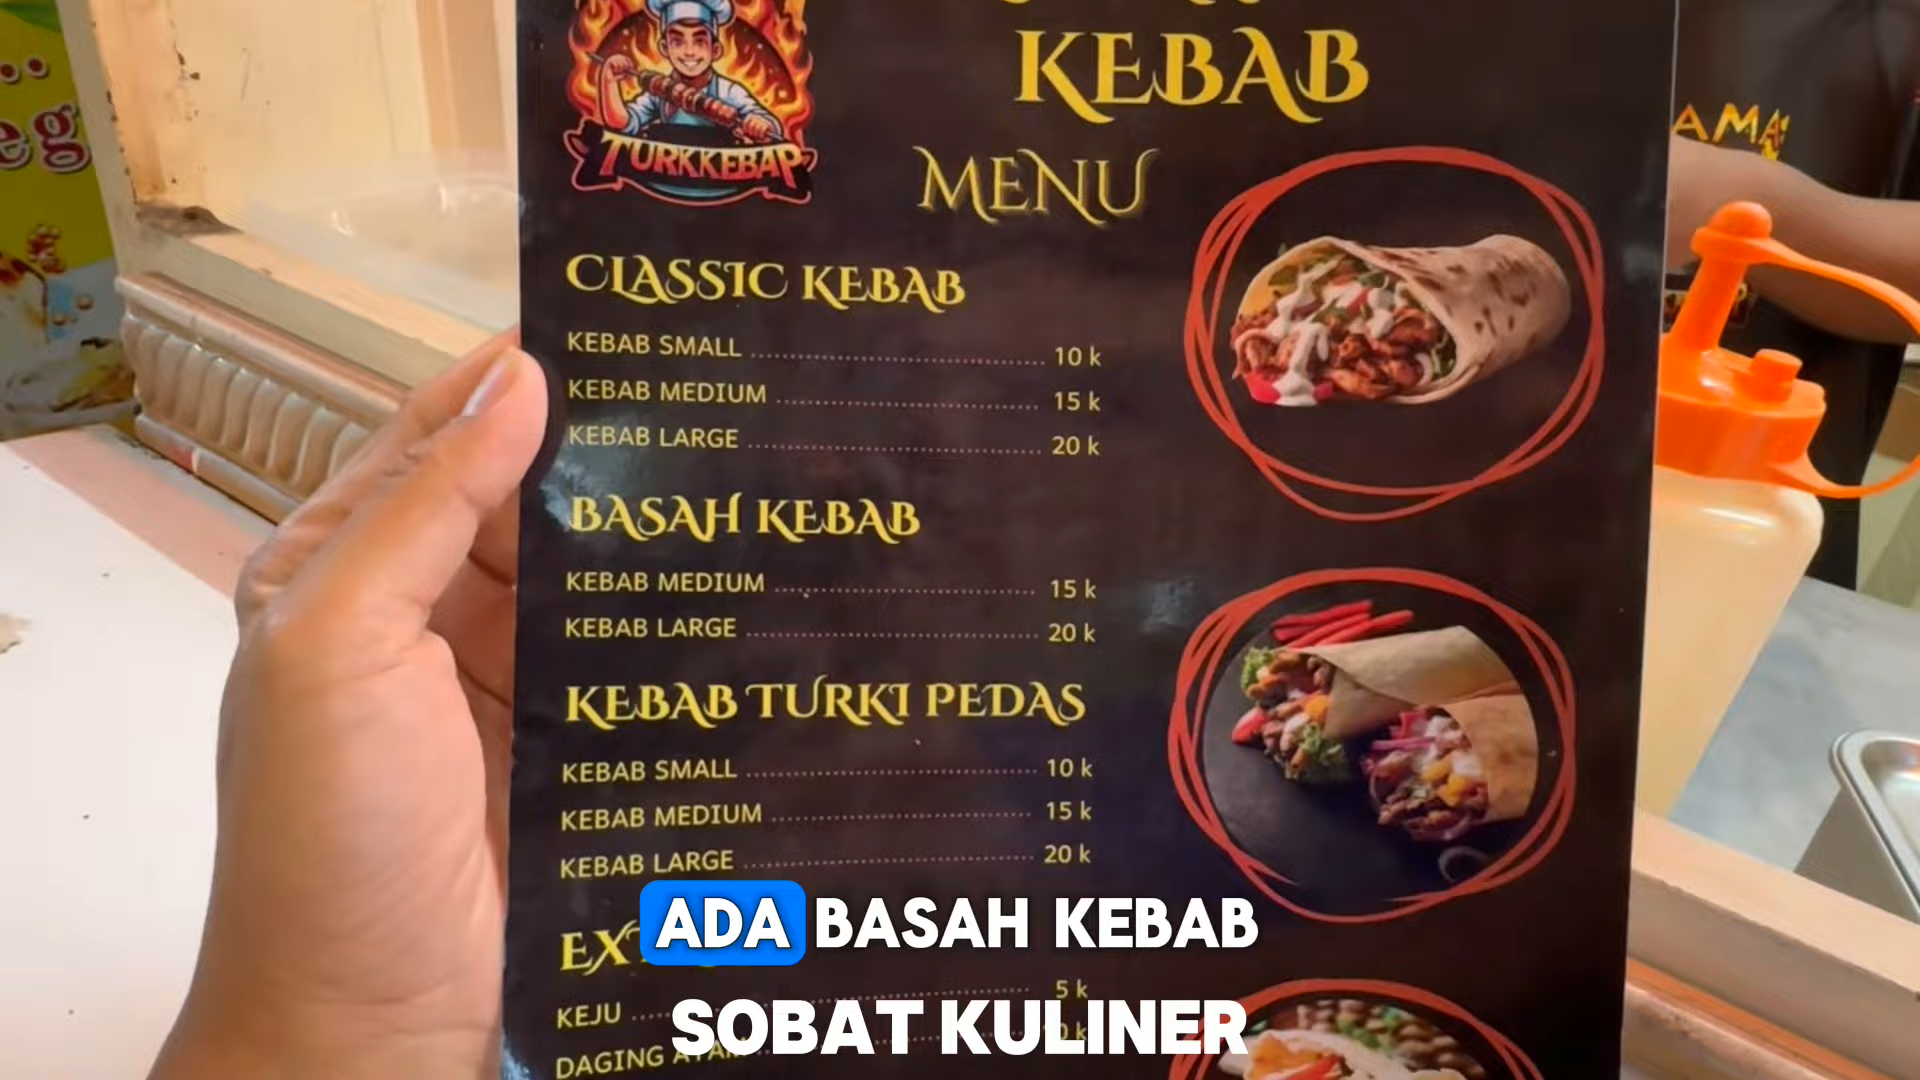 KEBAB
TURKKEBAP
MENU
CLASSIC KEBAB
KEBAB SMALL 10 k
KEBAB MEDIUM 15 k
KEBAB LARGE 20 k
BASAH KEBAB
KEBAB MEDIUM 15 k
KEBAB LARGE 20 k
KEBAB TURKI PEDAS
KEBAB SMALL 10 k
KEBAB MEDIUM 15 k
KEBAB LARGE 20 k
ADA BASAH KEBAB
KEJU 5 k
SOBAT KULINER
DAGING